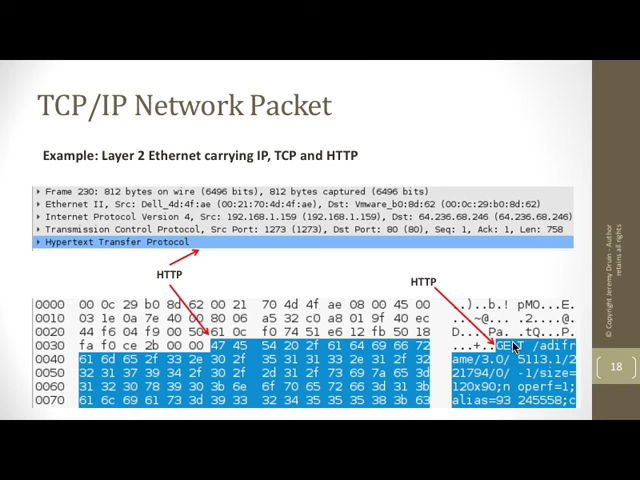 TCP/IP Network Packet
Example: Layer 2 Ethernet carrying IP, TCP and HTTP
Frame 230: 812 bytes on wire (6496 bits), 812 bytes captured (6496 bits)
Ethernet II, Src: Dell_4d:4f:ae (00:21:70:4d:4f:ae), Dst: Vmware_b0:8d:62 (00:0c:29:b0:8d:62)
Internet Protocol Version 4, Src: 192.168.1.159 (192.168.1.159), Dst: 64.236.68.246 (64.236.68.246)
Transmission Control Protocol, Src Port: 1273 (1273), Dst Port: 80 (80), Seq: 1, Ack: 1, Len: 758
Hypertext Transfer Protocol
HTTP
HTTP
0000 00 0c 29 b0 8d 62 00 21 70 4d 4f ae 08 00 45 00 ..)..b.! pMO...E.
0010 03 1e 0a 7e 40 00 80 06 a5 32 c0 a8 01 9f 40 ec ...~@... .2....@.
0020 44 f6 04 f9 00 50 61 0c f0 74 51 e6 12 fb 50 18 D....Pa. .tQ...P.
0030 fa f0 ce 2b 00 00 47 45 54 20 2f 61 64 69 66 72 ...+..GE T /adifr
0040 61 6d 65 2f 33 2e 30 2f 35 31 31 33 2e 31 2f 32 ame/3.0/ 5113.1/2
0050 32 31 37 39 34 2f 30 2f 2d 31 2f 73 69 7a 65 3d 21794/0/ -1/size=
0060 31 32 30 78 39 30 3b 6e 6f 70 65 72 66 3d 31 3b 120x90;n operf=1;
0070 61 6c 69 61 73 3d 39 33 32 34 35 35 35 38 3b 63 alias=93 245558;c
© Copyright Jeremy Druin - Author
retains all rights
18